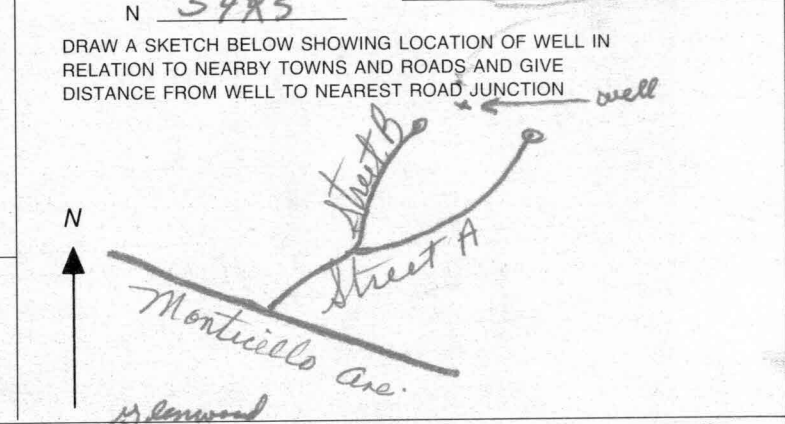 N
DRAW A SKETCH BELOW SHOWING LOCATION OF WELL IN
RELATION TO NEARBY TOWNS AND ROADS AND GIVE
DISTANCE FROM WELL TO NEAREST ROAD JUNCTION
well
Street B
N
Street A
Monticello Ave.